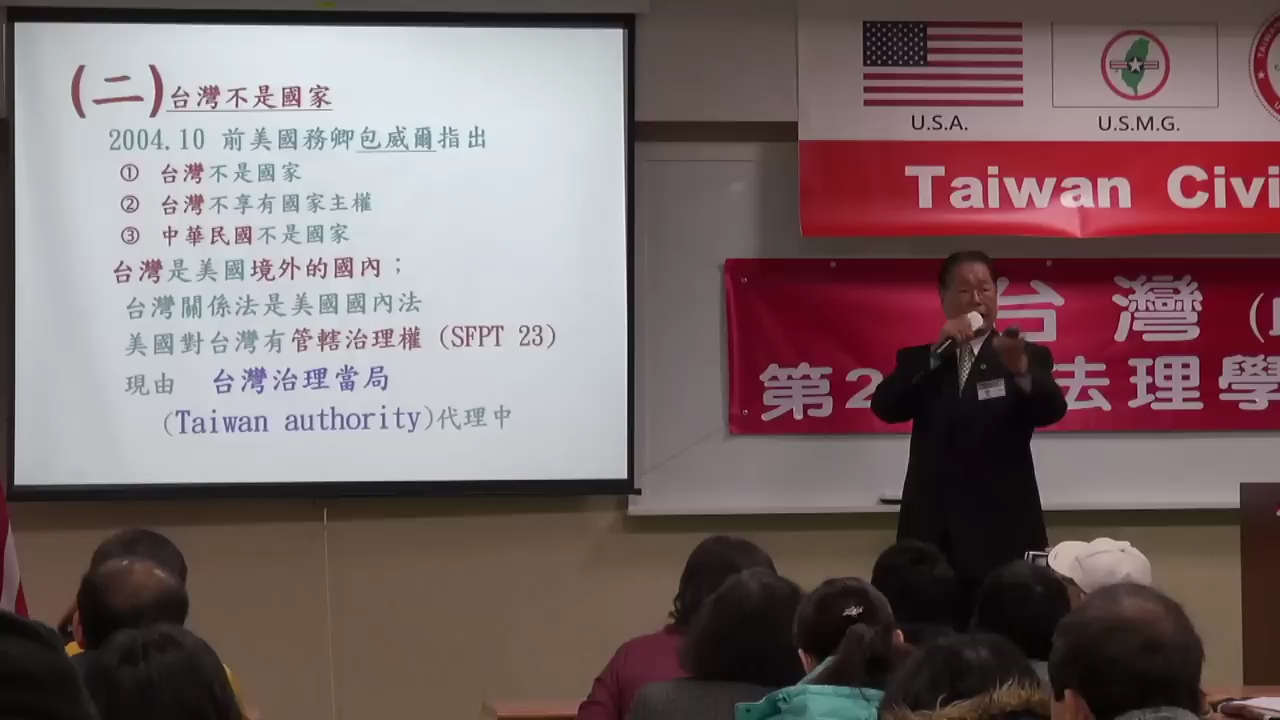 (二)台灣不是國家
2004.10 前美國務卿包威爾指出
① 台灣不是國家
② 台灣不享有國家主權
③ 中華民國不是國家
台灣是美國境外的國內；
台灣關係法是美國國內法
美國對台灣有管轄治理權 (SFPT 23)
現由 台灣治理當局
(Taiwan authority)代理中
U.S.A.
U.S.M.G.
Taiwan Civi
台灣
第2 法理學